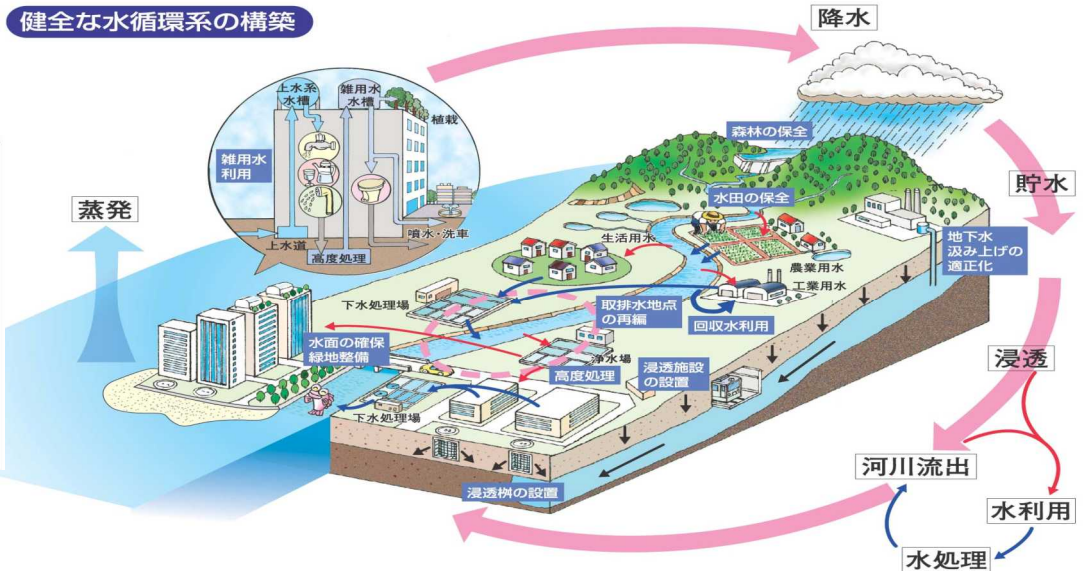 健全な水循環系の構築
降水
上水系
水槽
雑用水
水槽
植栽
雑用水
利用
上水道
高度処理
噴水・洗車
蒸発
森林の保全
貯水
水田の保全
生活用水
農業用水
工業用水
地下水
汲み上げの
適正化
下水処理場
取排水地点
の再編
回収水利用
水面の確保
緑地整備
浄水場
高度処理
浸透施設
の設置
浸透
下水処理場
浸透桝の設置
河川流出
水利用
水処理